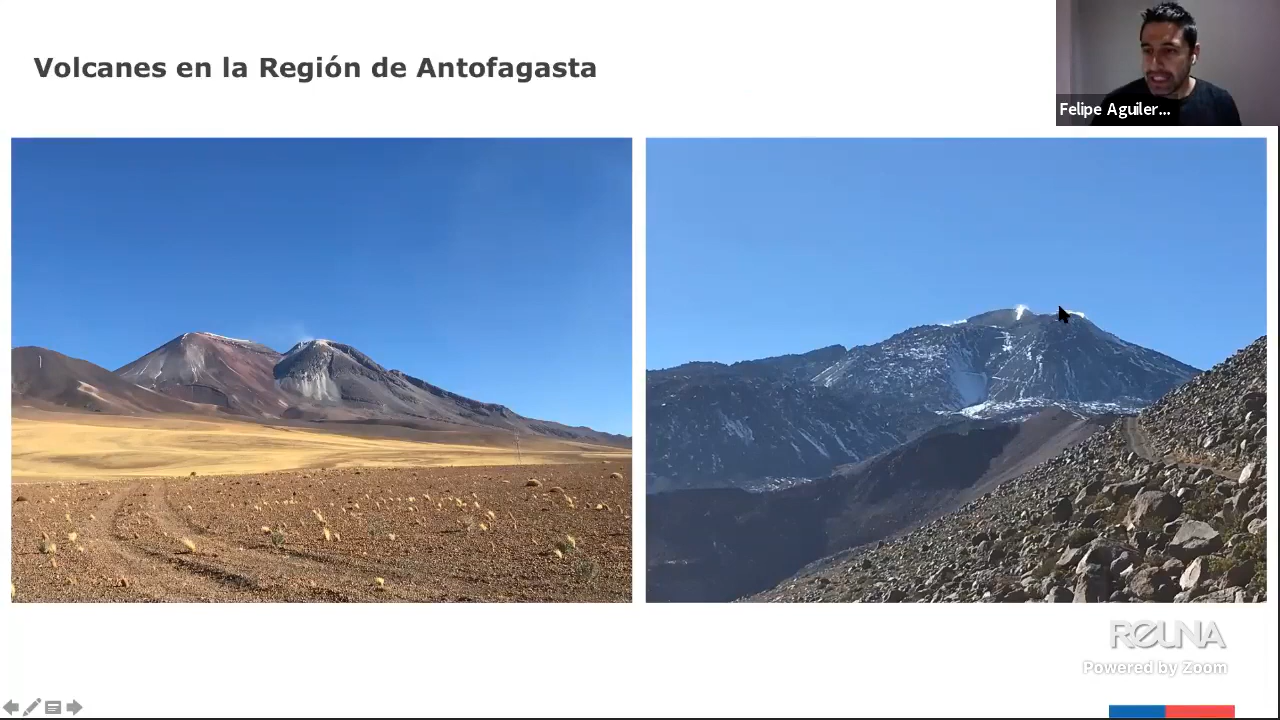 Volcanes en la Región de Antofagasta
Felipe Aguiler...
REUNA
Powered by Zoom